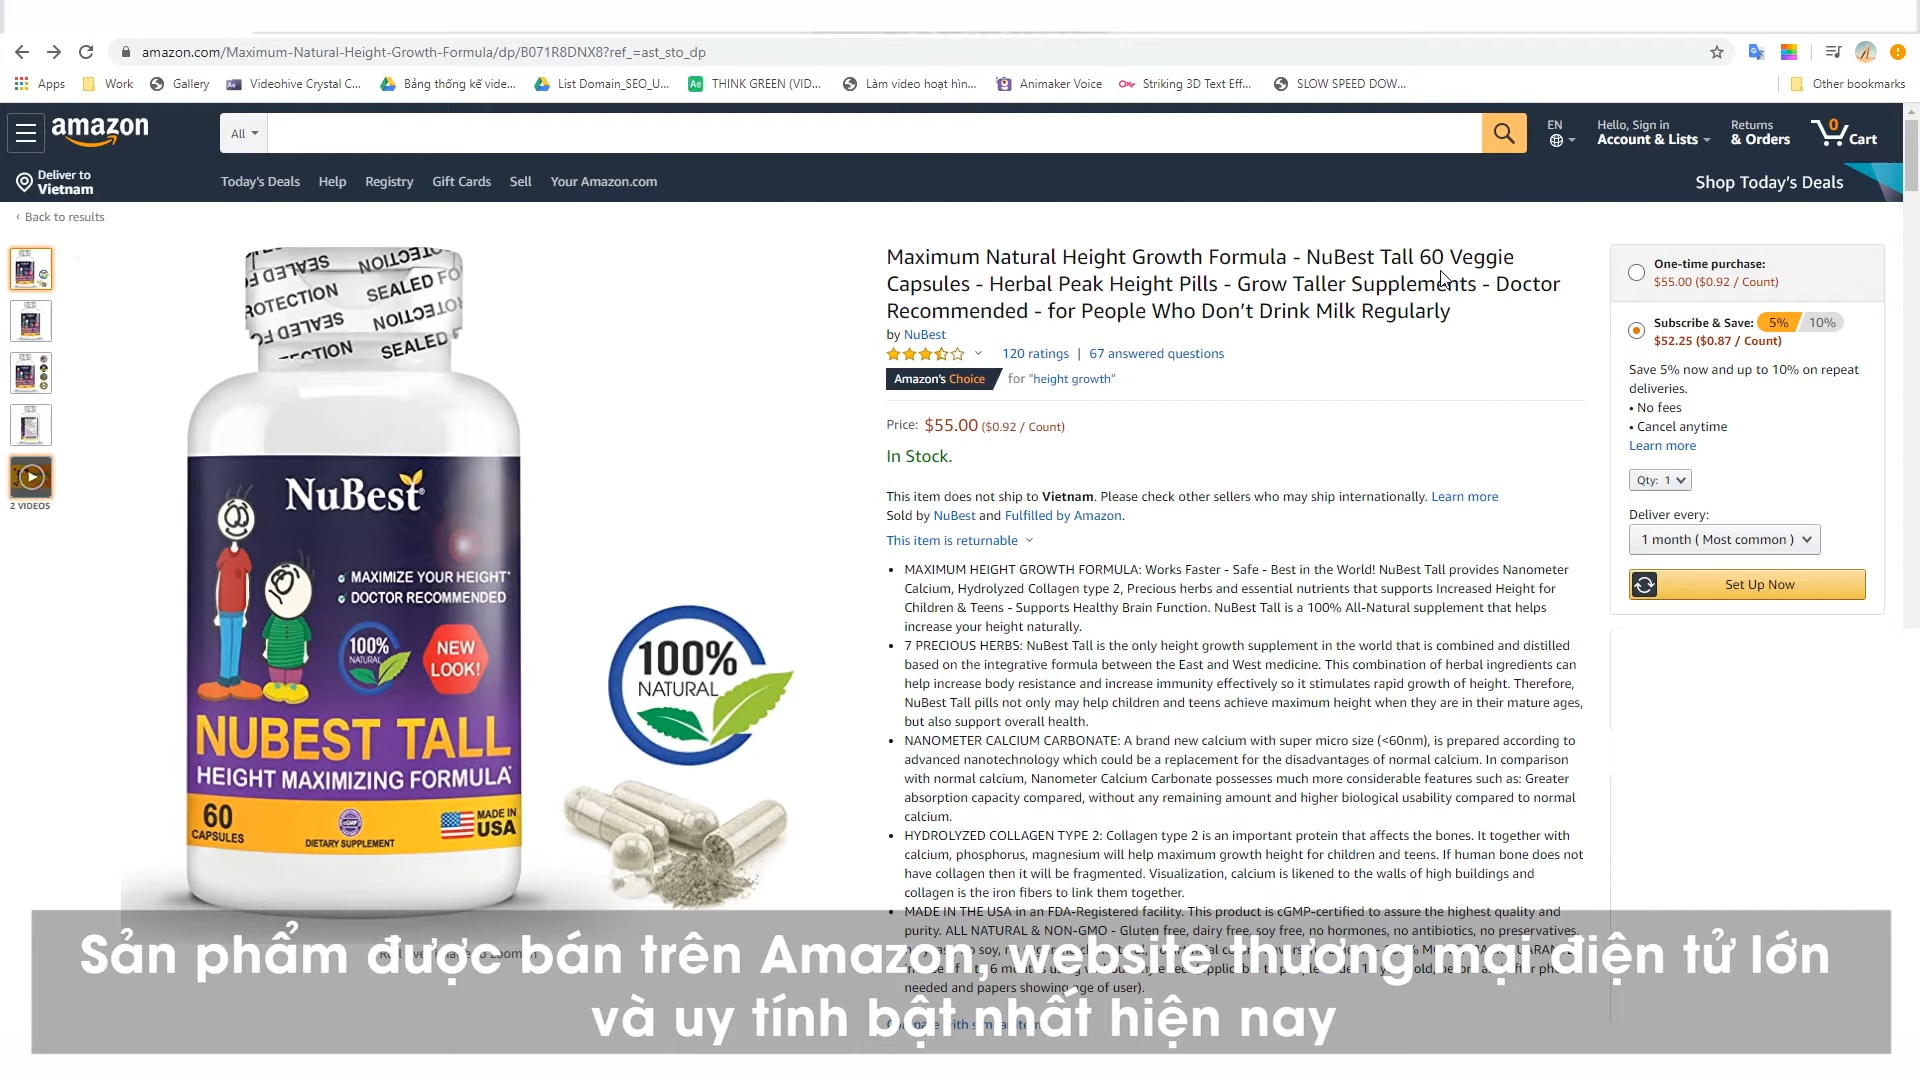 amazon.com/Maximum-Natural-Height-Growth-Formula/dp/B071R8DNX8?ref_=ast_sto_dp
Apps Work Gallery Videohive Crystal C... Bảng thống kê vide... List Domain_SEO_U... THINK GREEN (VID... Làm video hoạt hìn... Animaker Voice Striking 3D Text Eff... SLOW SPEED DOW... Other bookmarks
amazon
All
EN
Hello, Sign in
Account & Lists
Returns
& Orders
0
Cart
Deliver to
Vietnam
Today's Deals Help Registry Gift Cards Sell Your Amazon.com
Shop Today's Deals
‹ Back to results
2 VIDEOS
SEALED FO
PROTECTION
SEALED
NuBest®
MAXIMIZE YOUR HEIGHT*
DOCTOR RECOMMENDED
100%
NATURAL
NEW
LOOK!
NUBEST TALL
HEIGHT MAXIMIZING FORMULA*
60
CAPSULES
cGMP
DIETARY SUPPLEMENT
MADE IN
USA
100%
NATURAL
Maximum Natural Height Growth Formula - NuBest Tall 60 Veggie
Capsules - Herbal Peak Height Pills - Grow Taller Supplements - Doctor
Recommended - for People Who Don’t Drink Milk Regularly
by NuBest
120 ratings | 67 answered questions
Amazon's Choice for "height growth"
Price: $55.00 ($0.92 / Count)
In Stock.
This item does not ship to Vietnam. Please check other sellers who may ship internationally. Learn more
Sold by NuBest and Fulfilled by Amazon.
This item is returnable
• MAXIMUM HEIGHT GROWTH FORMULA: Works Faster - Safe - Best in the World! NuBest Tall provides Nanometer
Calcium, Hydrolyzed Collagen type 2, Precious herbs and essential nutrients that supports Increased Height for
Children & Teens - Supports Healthy Brain Function. NuBest Tall is a 100% All-Natural supplement that helps
increase your height naturally.
• 7 PRECIOUS HERBS: NuBest Tall is the only height growth supplement in the world that is combined and distilled
based on the integrative formula between the East and West medicine. This combination of herbal ingredients can
help increase body resistance and increase immunity effectively so it stimulates rapid growth of height. Therefore,
NuBest Tall pills not only may help children and teens achieve maximum height when they are in their mature ages,
but also support overall health.
• NANOMETER CALCIUM CARBONATE: A brand new calcium with super micro size (<60nm), is prepared according to
advanced nanotechnology which could be a replacement for the disadvantages of normal calcium. In comparison
with normal calcium, Nanometer Calcium Carbonate possesses much more considerable features such as: Greater
absorption capacity compared, without any remaining amount and higher biological usability compared to normal
calcium.
• HYDROLYZED COLLAGEN TYPE 2: Collagen type 2 is an important protein that affects the bones. It together with
calcium, phosphorus, magnesium will help maximum growth height for children and teens. If human bone does not
have collagen then it will be fragmented. Visualization, calcium is likened to the walls of high buildings and
collagen is the iron fibers to link them together.
• MADE IN THE USA in an FDA-Registered facility. This product is cGMP-certified to assure the highest quality and
purity. ALL NATURAL & NON-GMO - Gluten free, dairy free, soy free, no hormones, no antibiotics, no preservatives.
needed and papers showing age of user).
One-time purchase:
$55.00 ($0.92 / Count)
Subscribe & Save: 5% 10%
$52.25 ($0.87 / Count)
Save 5% now and up to 10% on repeat
deliveries.
• No fees
• Cancel anytime
Learn more
Qty: 1
Deliver every:
1 month ( Most common )
Set Up Now
Sản phẩm được bán trên Amazon, website thương mại điện tử lớn
và uy tính bật nhất hiện nay